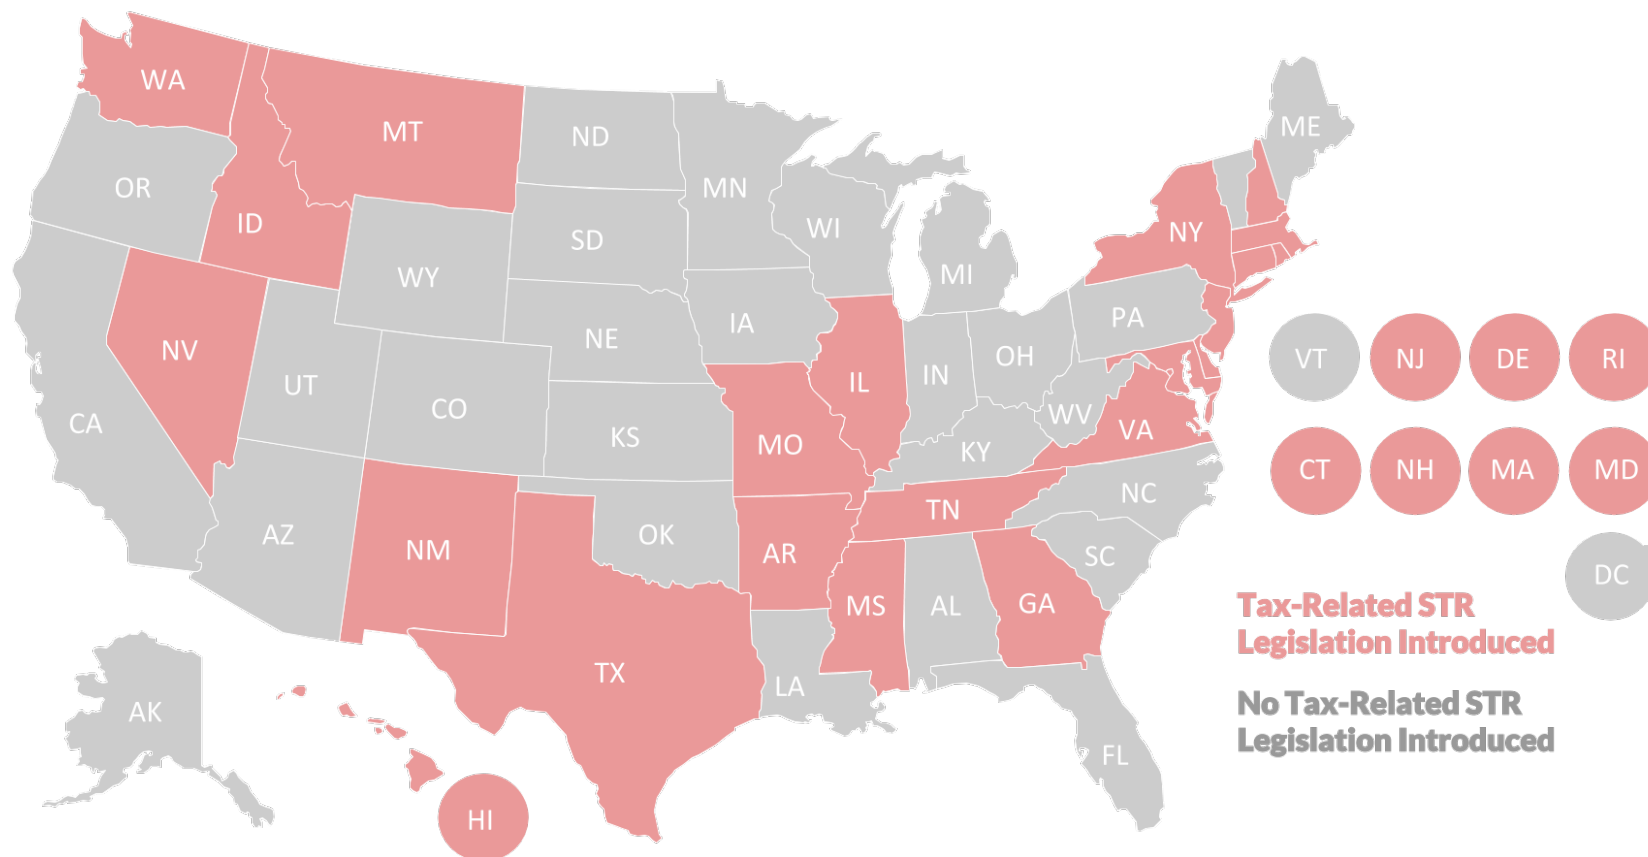 WA
MT
ND
ME
OR
MN
ID
WI
NY
SD
WY
MI
IA
PA
NE
NV
OH
VT
NJ
DE
RI
UT
IL
IN
CO
CA
WV
KS
MO
VA
KY
CT
NH
MA
MD
NC
TN
AZ
NM
OK
AR
SC
DC
MS
AL
GA
Tax-Related STR
Legislation Introduced
TX
LA
No Tax-Related STR
Legislation Introduced
AK
FL
HI